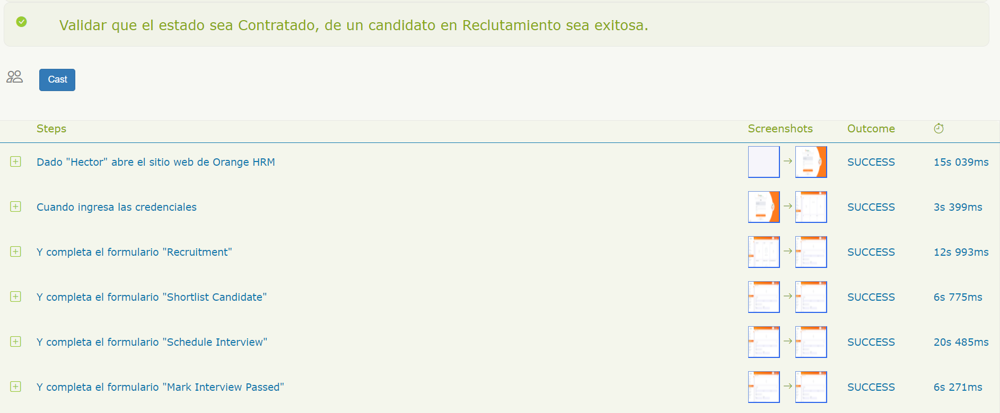 Validar que el estado sea Contratado, de un candidato en Reclutamiento sea exitosa.
Cast
Steps Screenshots Outcome
Dado "Hector" abre el sitio web de Orange HRM SUCCESS 15s 039ms
Cuando ingresa las credenciales SUCCESS 3s 399ms
Y completa el formulario "Recruitment" SUCCESS 12s 993ms
Y completa el formulario "Shortlist Candidate" SUCCESS 6s 775ms
Y completa el formulario "Schedule Interview" SUCCESS 20s 485ms
Y completa el formulario "Mark Interview Passed" SUCCESS 6s 271ms